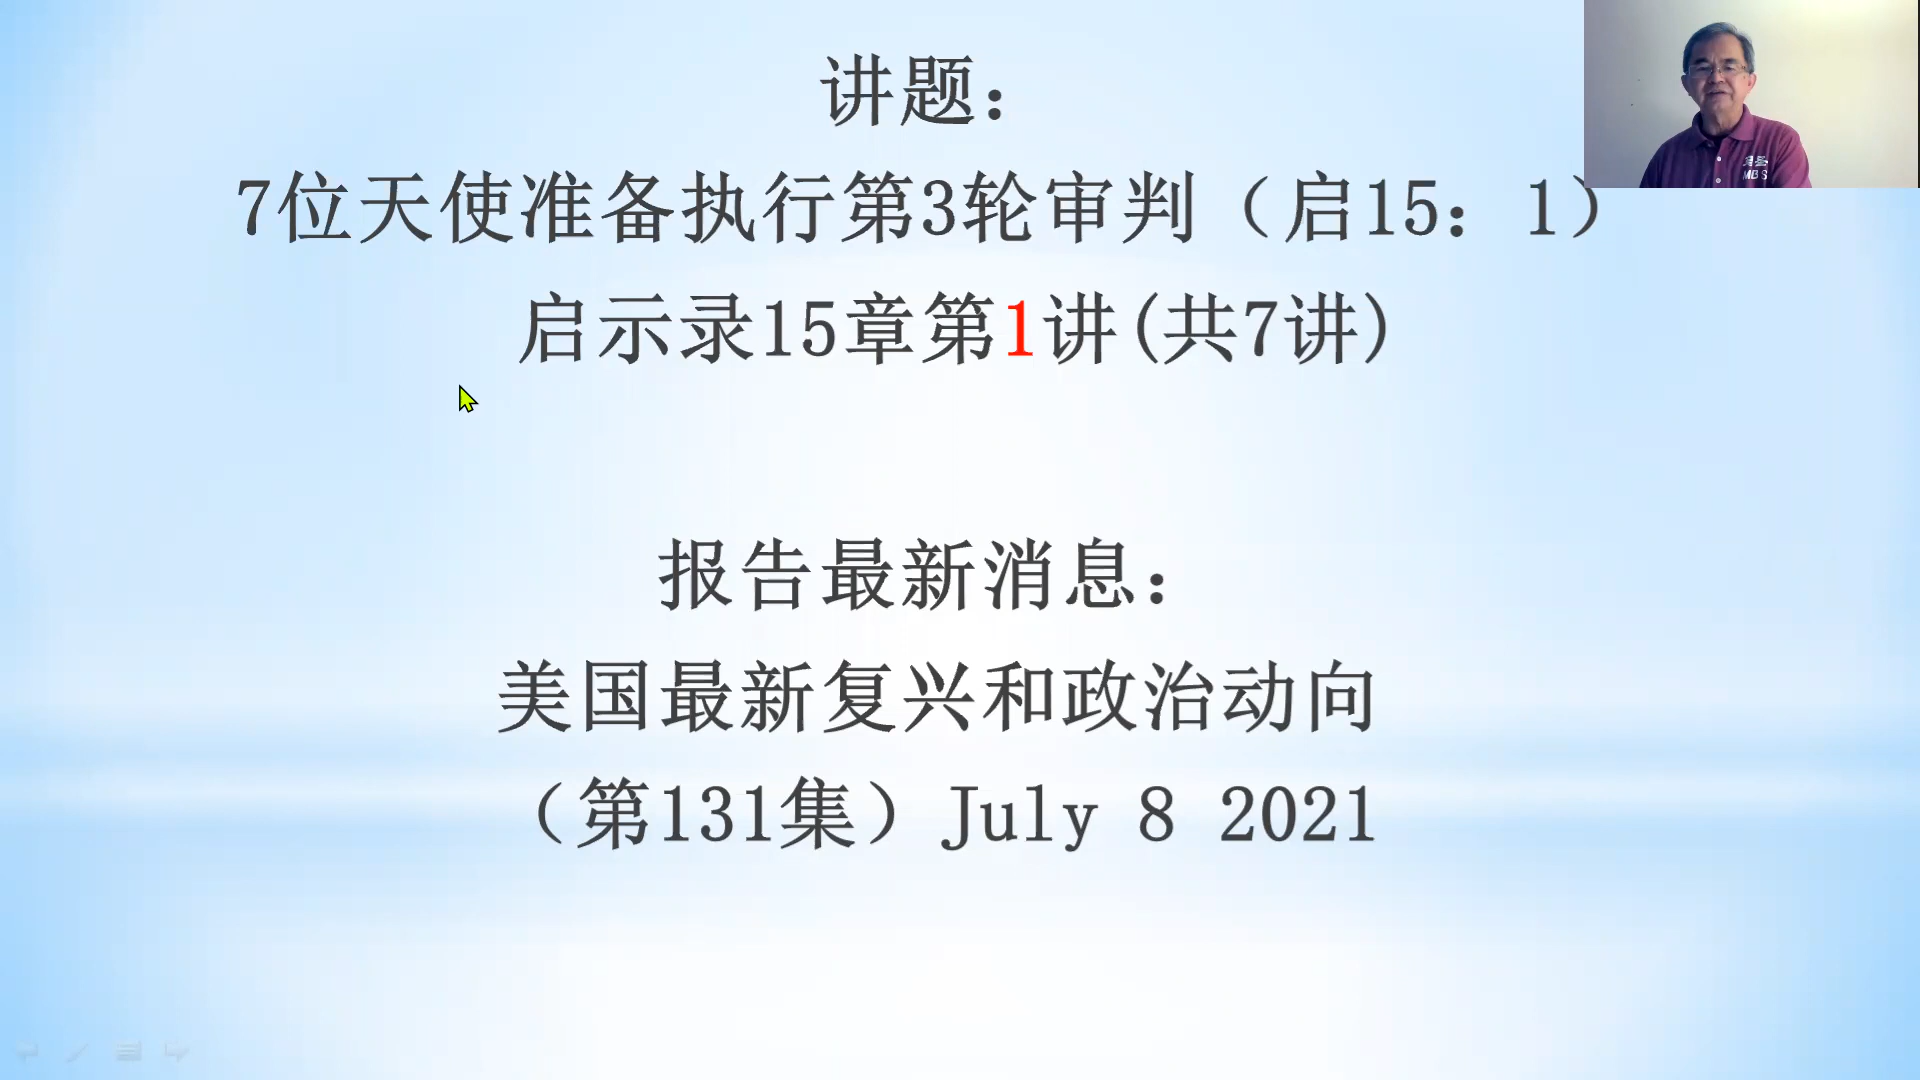 讲题：
7位天使准备执行第3轮审判（启15：1）
启示录15章第1讲(共7讲)
报告最新消息：
美国最新复兴和政治动向
（第131集）July 8 2021
MBS